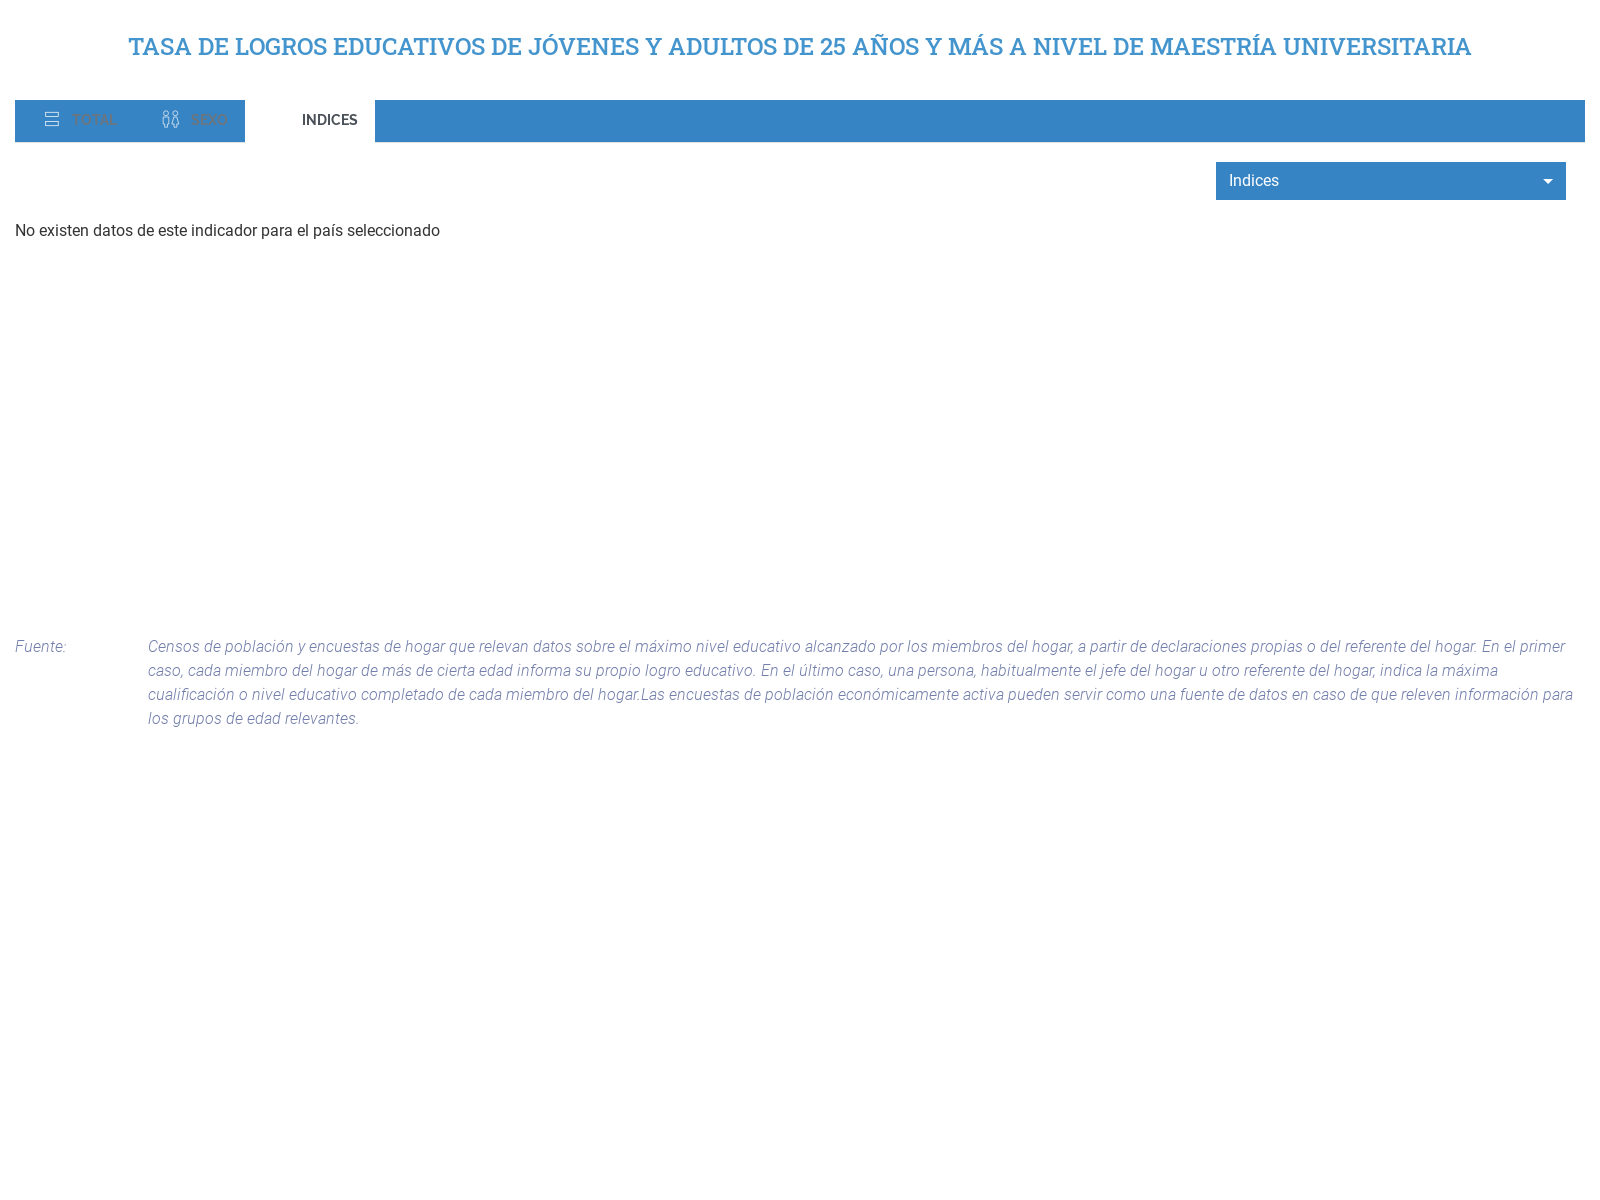 TASA DE LOGROS EDUCATIVOS DE JÓVENES Y ADULTOS DE 25 AÑOS Y MÁS A NIVEL DE MAESTRÍA UNIVERSITARIA
TOTAL SEXO INDICES
Indices
No existen datos de este indicador para el país seleccionado
Fuente: Censos de población y encuestas de hogar que relevan datos sobre el máximo nivel educativo alcanzado por los miembros del hogar, a partir de declaraciones propias o del referente del hogar. En el primer
caso, cada miembro del hogar de más de cierta edad informa su propio logro educativo. En el último caso, una persona, habitualmente el jefe del hogar u otro referente del hogar, indica la máxima
cualificación o nivel educativo completado de cada miembro del hogar.Las encuestas de población económicamente activa pueden servir como una fuente de datos en caso de que releven información para
los grupos de edad relevantes.